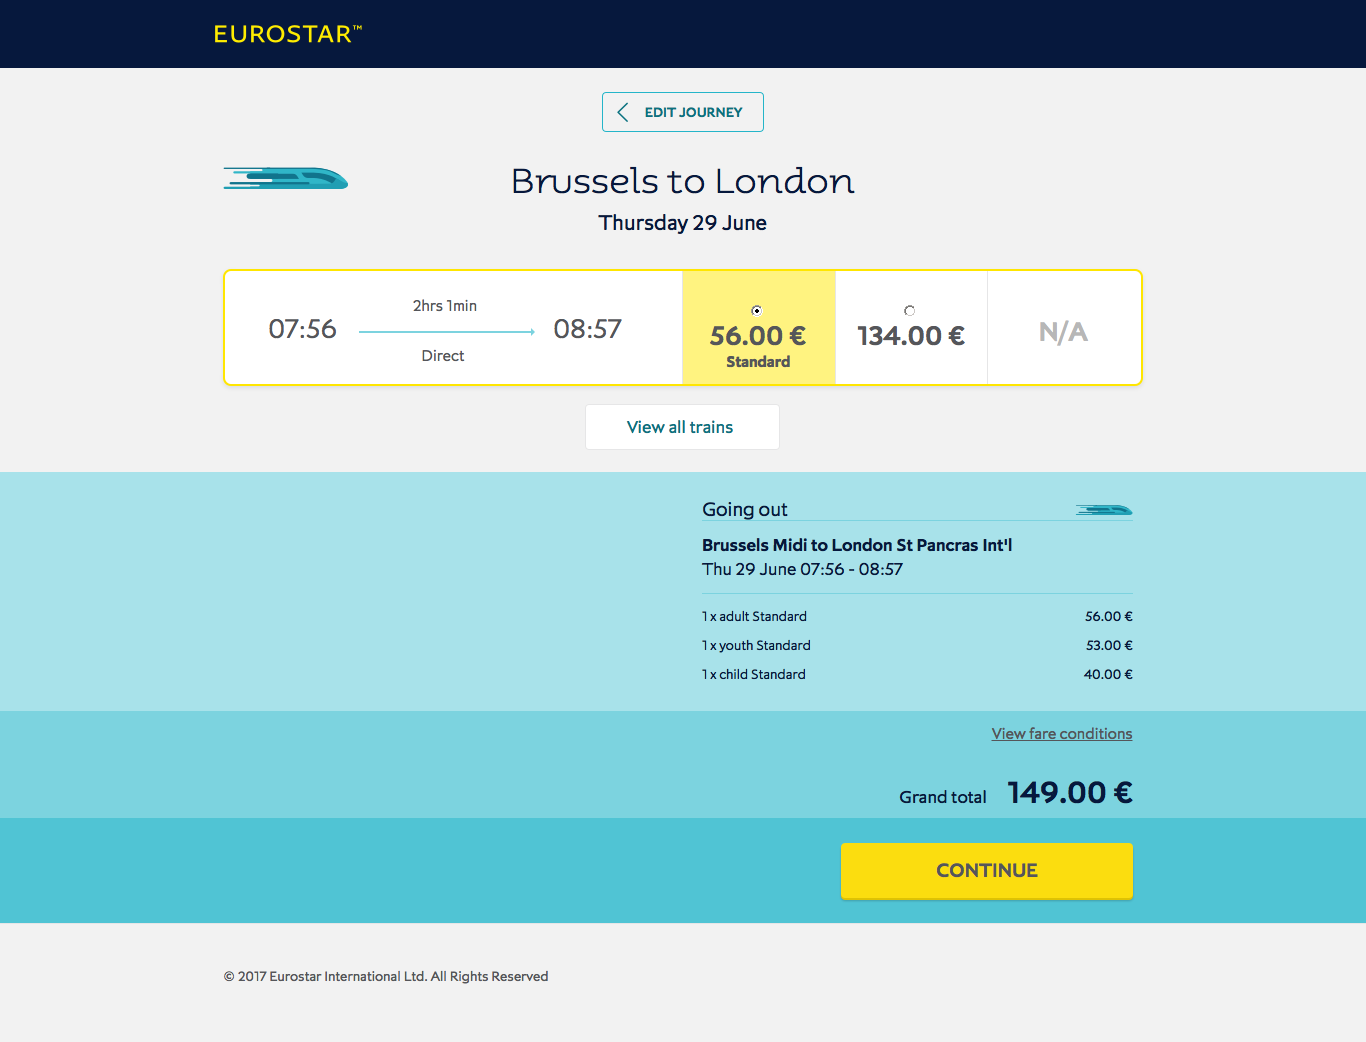 EUROSTAR™
EDIT JOURNEY
Brussels to London
Thursday 29 June
07:56
2hrs 1min
Direct
08:57
56.00 €
Standard
134.00 €
N/A
View all trains
Going out
Brussels Midi to London St Pancras Int'l
Thu 29 June 07:56 - 08:57
1 x adult Standard 56.00 €
1 x youth Standard 53.00 €
1 x child Standard 40.00 €
View fare conditions
Grand total 149.00 €
CONTINUE
© 2017 Eurostar International Ltd. All Rights Reserved